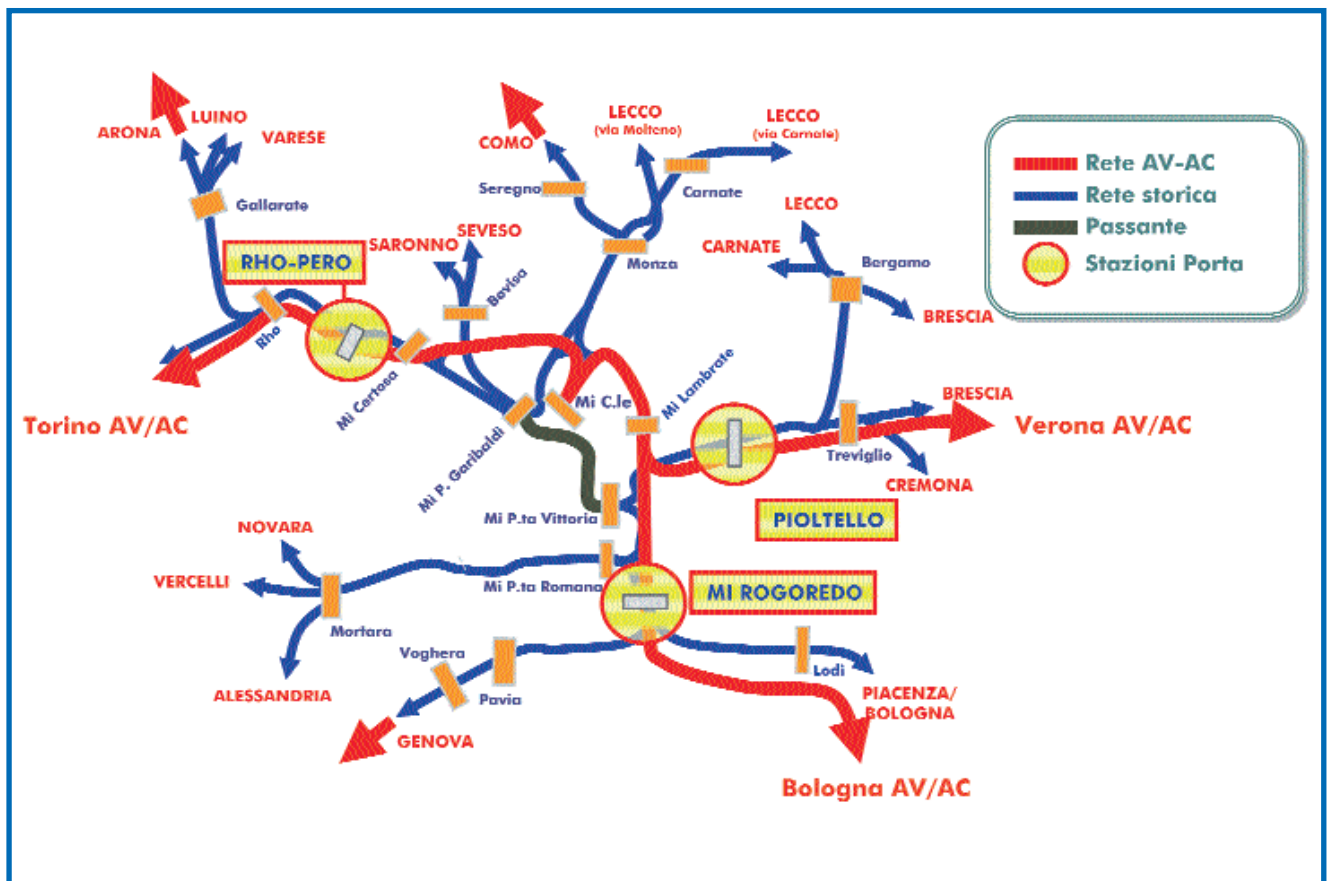 LUINO
ARONA
VARESE
Gallarate
COMO
LECCO
(via Molteno)
LECCO
(via Carnate)
Seregno
Carnate
Monza
SARONNO
SEVESO
Bovisa
RHO-PERO
Rho
Mi Certosa
Mi P. Garibaldi
Mi C.le
Mi Lambrate
Torino AV/AC
Rete AV-AC
Rete storica
Passante
Stazioni Porta
LECCO
CARNATE
Bergamo
BRESCIA
BRESCIA
Verona AV/AC
Treviglio
CREMONA
PIOLTELLO
Mi P.ta Vittoria
NOVARA
VERCELLI
Mi P.ta Romana
MI ROGOREDO
Mortara
ALESSANDRIA
Voghera
Pavia
GENOVA
Lodi
PIACENZA/
BOLOGNA
Bologna AV/AC